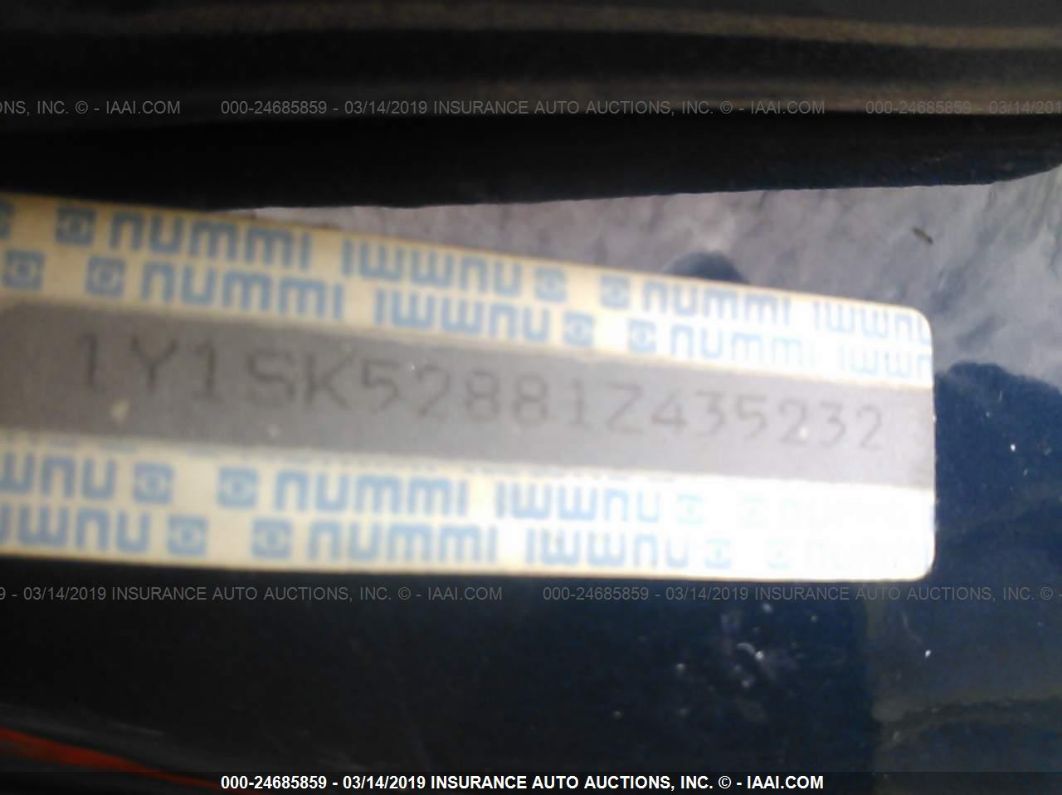 ONS, INC. © - IAAI.COM 000-24685859 - 03/14/2019 INSURANCE AUTO AUCTIONS, INC. © - IAAI.COM 000-24685859 - 03/14/2019
nummi nummi nummi nummi
nummi nummi nummi
1Y1SK52881Z435232
nummi nummi nummi
nummi nummi nummi
9 - 03/14/2019 INSURANCE AUTO AUCTIONS, INC. © - IAAI.COM 000-24685859 - 03/14/2019 INSURANCE AUTO AUCTIONS, INC. ©
000-24685859 - 03/14/2019 INSURANCE AUTO AUCTIONS, INC. © - IAAI.COM